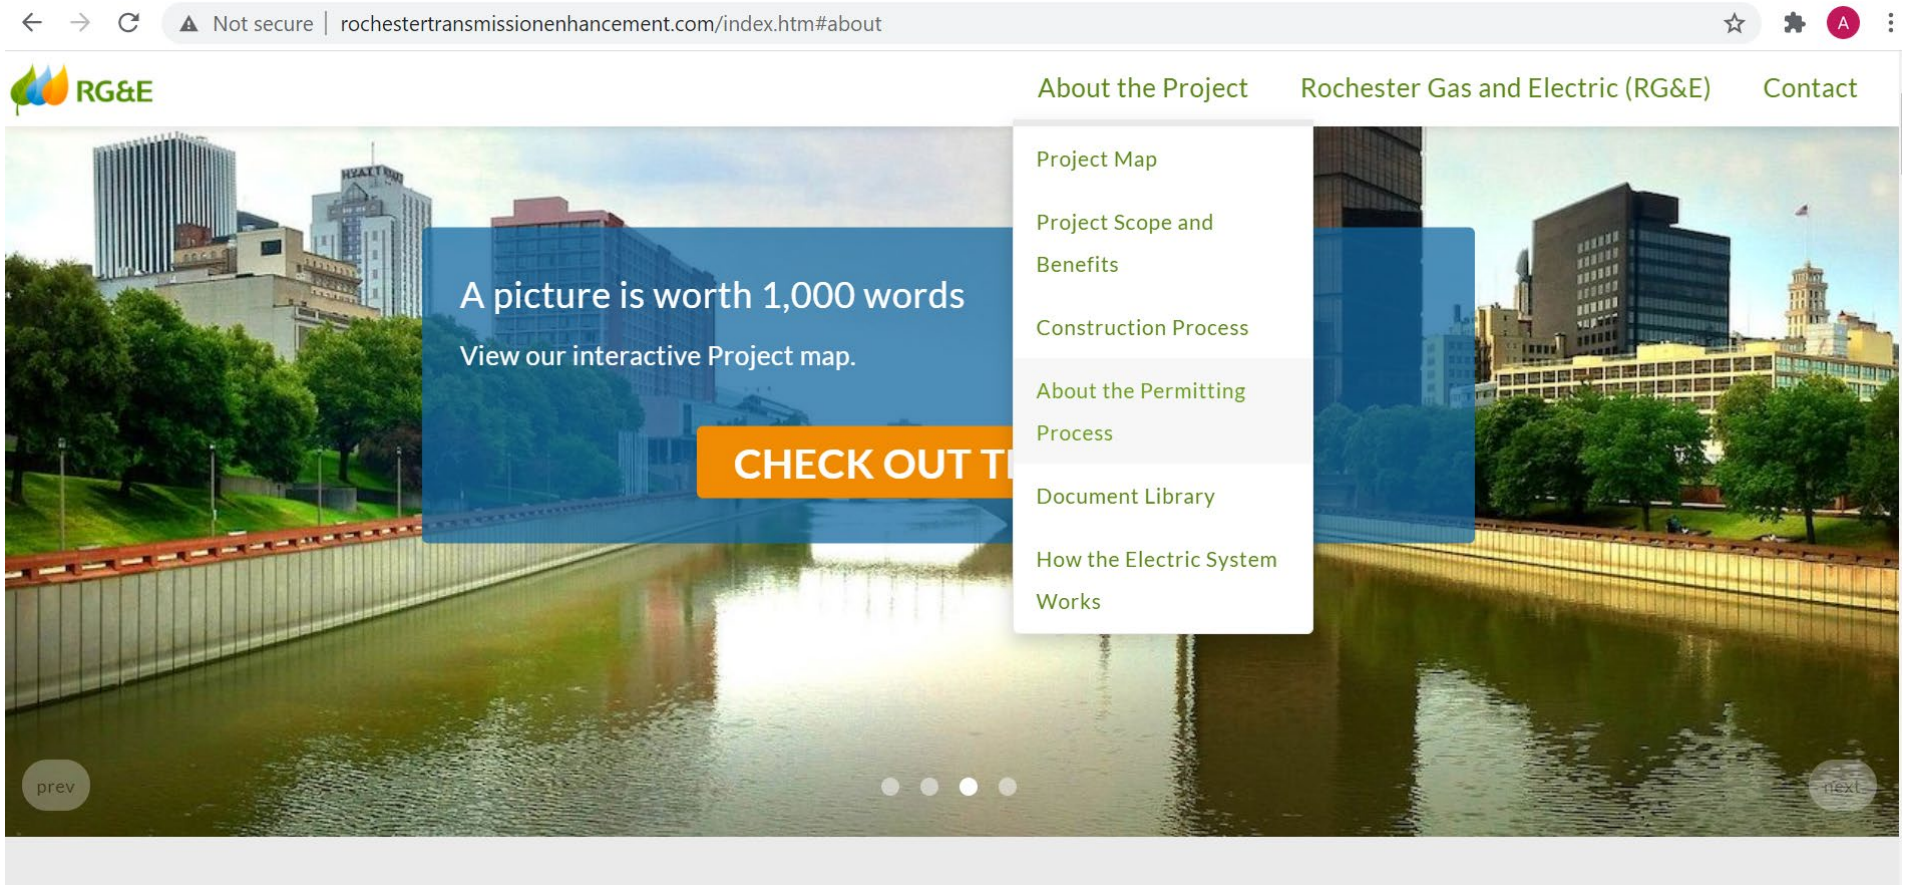 Not secure | rochestertransmissionenhancement.com/index.htm#about
A
RG&E
About the Project
Rochester Gas and Electric (RG&E)
Contact
Project Map
Project Scope and
Benefits
Construction Process
About the Permitting
Process
Document Library
How the Electric System
Works
HYATT
A picture is worth 1,000 words
View our interactive Project map.
CHECK OUT
prev
next